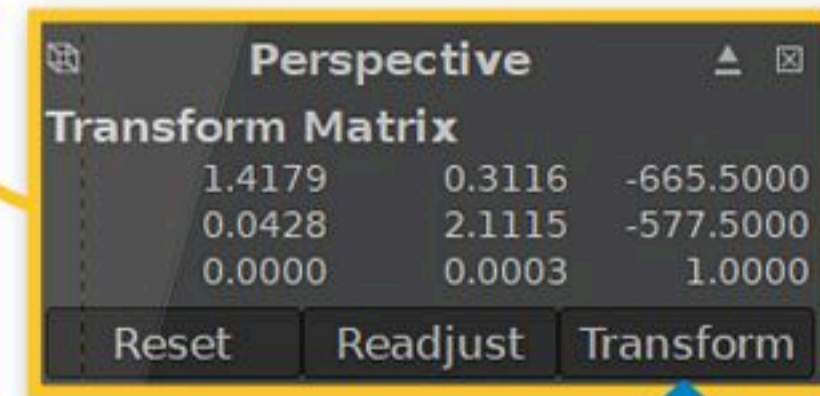 Perspective
Transform Matrix
1.4179 0.3116 -665.5000
0.0428 2.1115 -577.5000
0.0000 0.0003 1.0000
Reset Readjust Transform